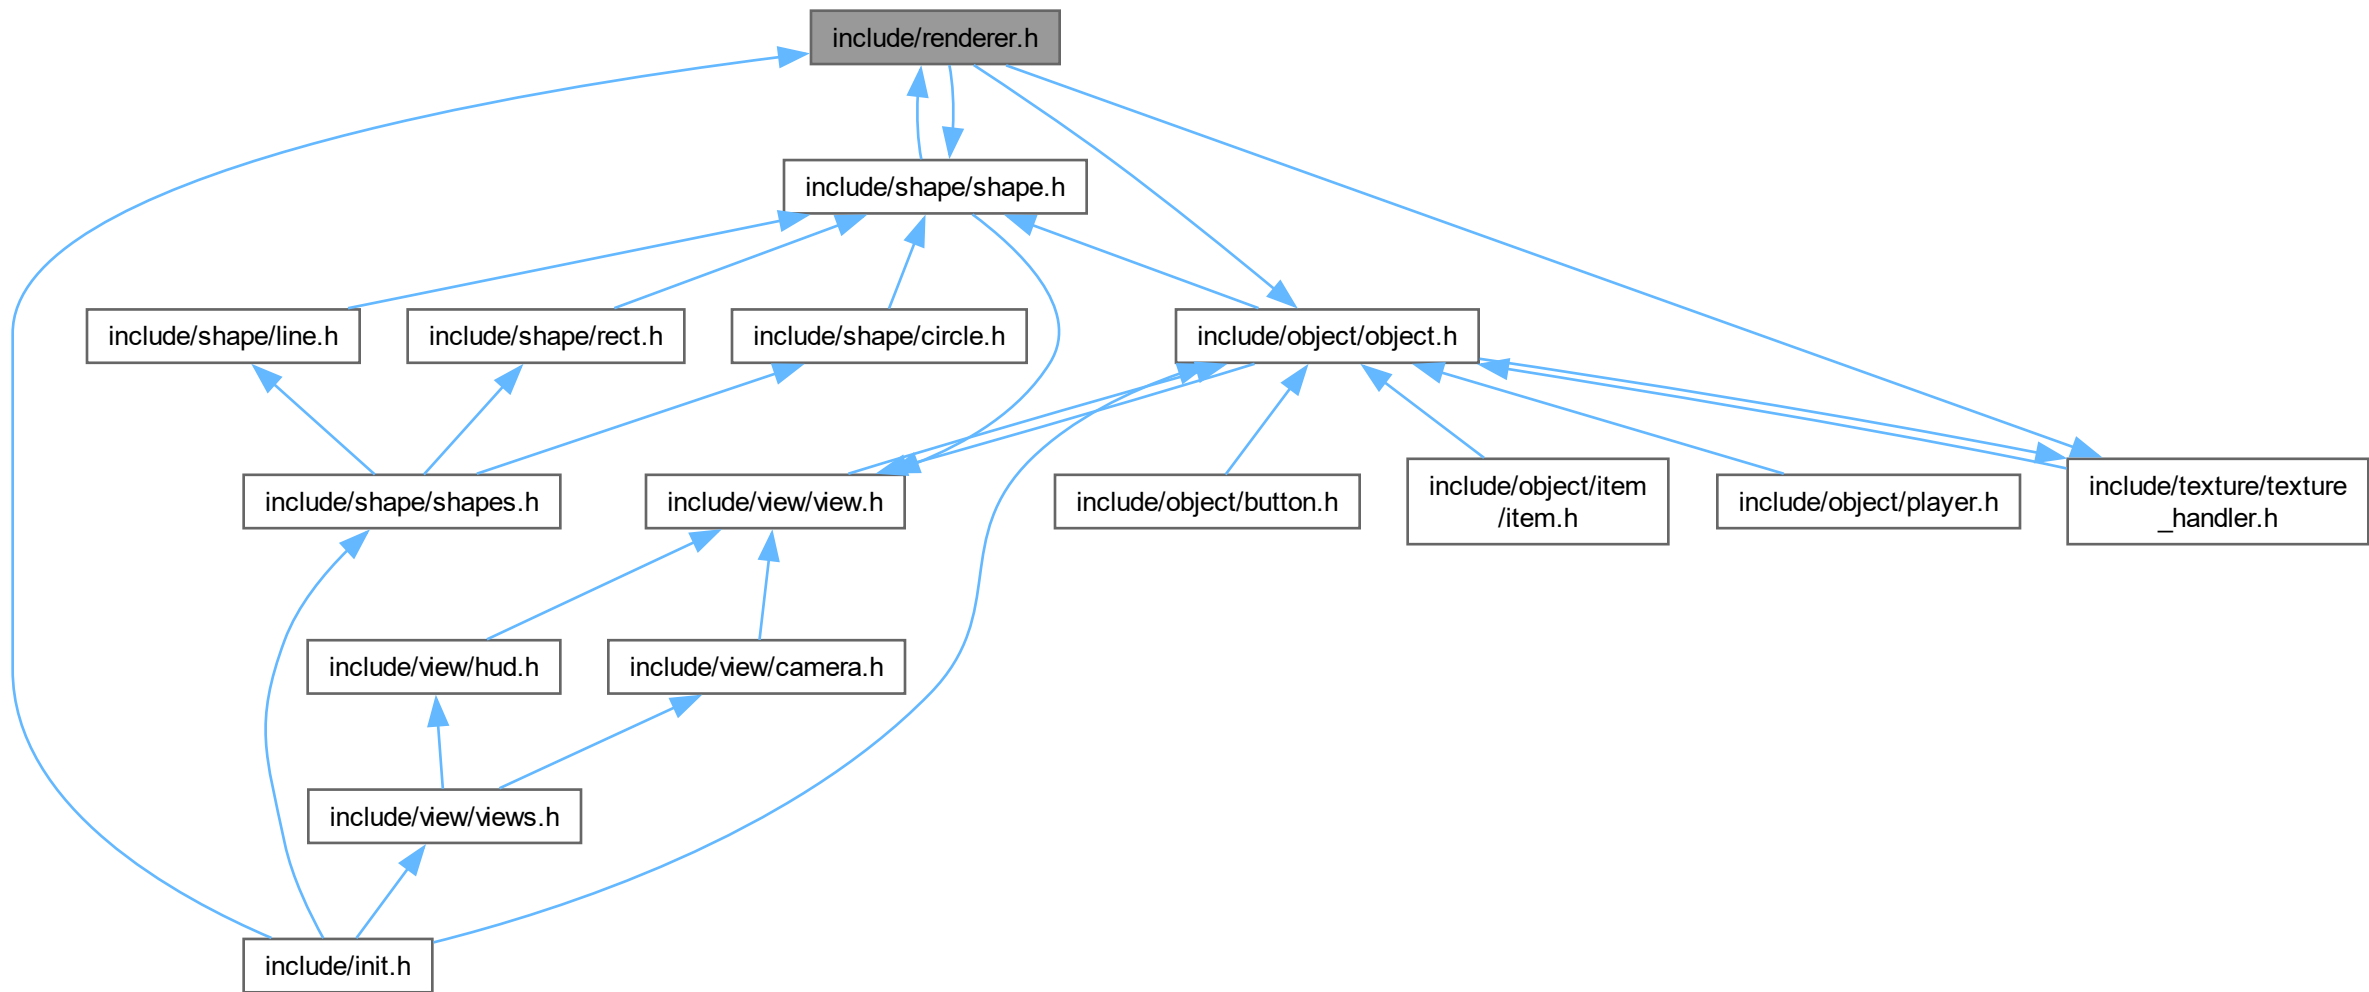 include/renderer.h
include/shape/shape.h
include/shape/line.h
include/shape/rect.h
include/shape/circle.h
include/object/object.h
include/shape/shapes.h
include/view/view.h
include/object/button.h
include/object/item
/item.h
include/object/player.h
include/texture/texture
_handler.h
include/view/hud.h
include/view/camera.h
include/view/views.h
include/init.h